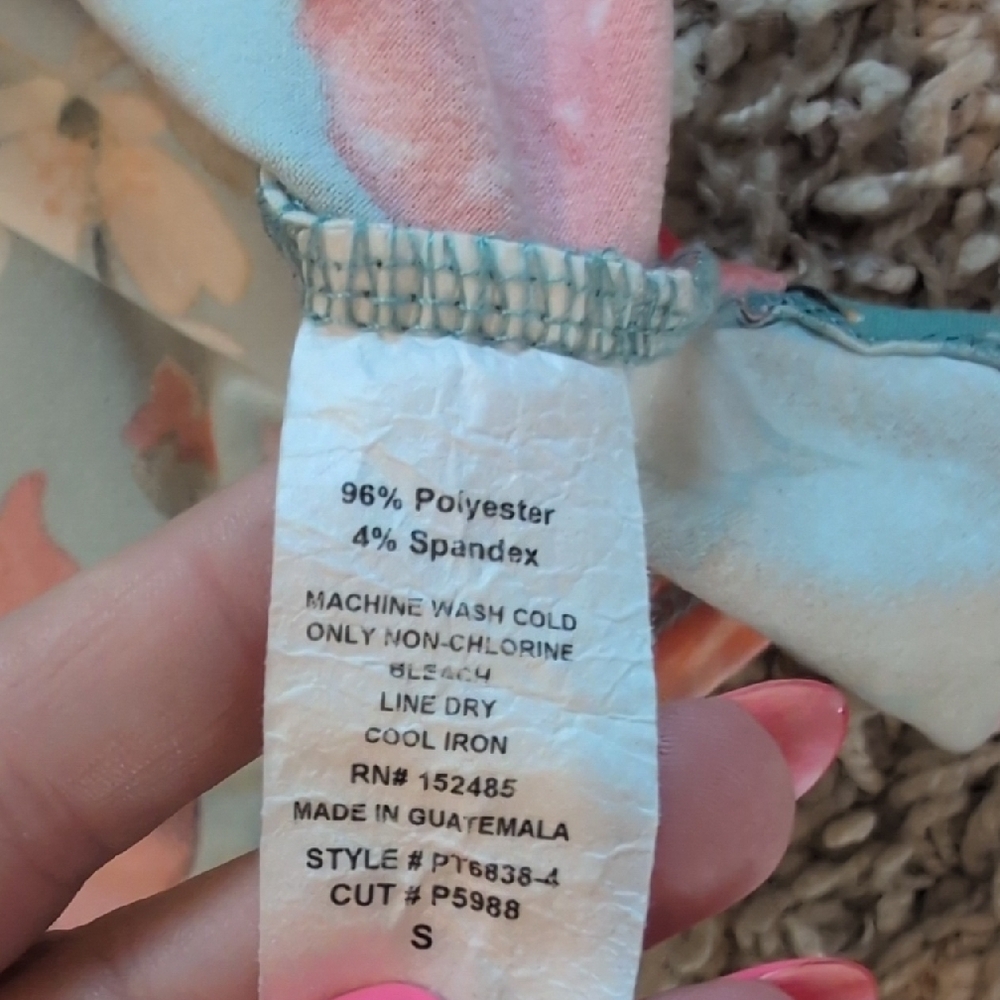 96% Polyester
4% Spandex
MACHINE WASH COLD
ONLY NON-CHLORINE
BLEACH
LINE DRY
COOL IRON
RN# 152485
MADE IN GUATEMALA
STYLE # PT6838-4
CUT # P5988
S